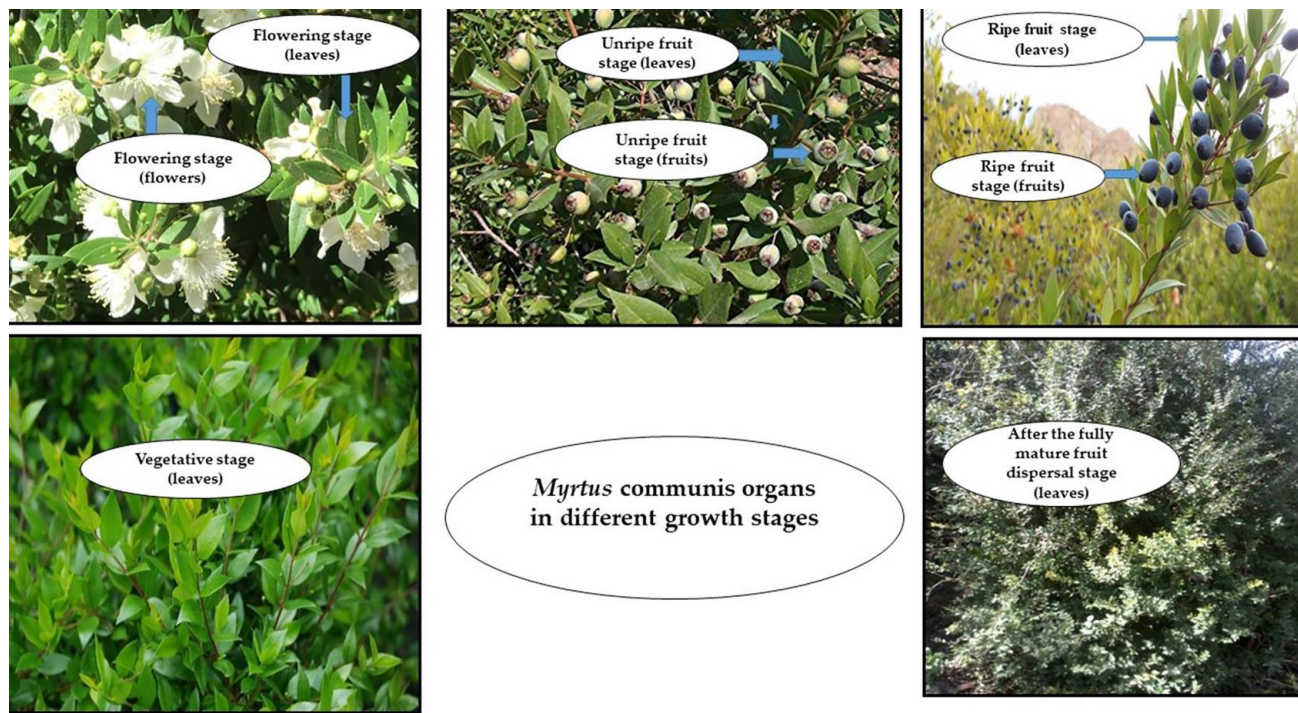 Flowering stage
(leaves)
Flowering stage
(flowers)
Unripe fruit
stage (leaves)
Unripe fruit
stage (fruits)
Ripe fruit stage
(leaves)
Ripe fruit
stage (fruits)
Vegetative stage
(leaves)
Myrtus communis organs
in different growth stages
After the fully
mature fruit
dispersal stage
(leaves)